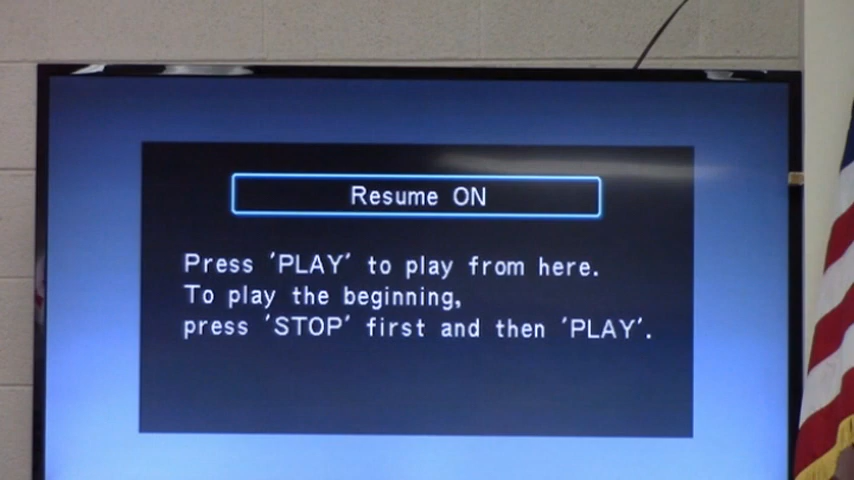 Resume ON
Press 'PLAY' to play from here.
To play the beginning,
press 'STOP' first and then 'PLAY'.